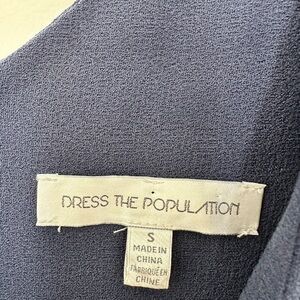 DRESS THE POPULATION
S
MADE IN
CHINA
FABRIQUÉ EN
CHINE